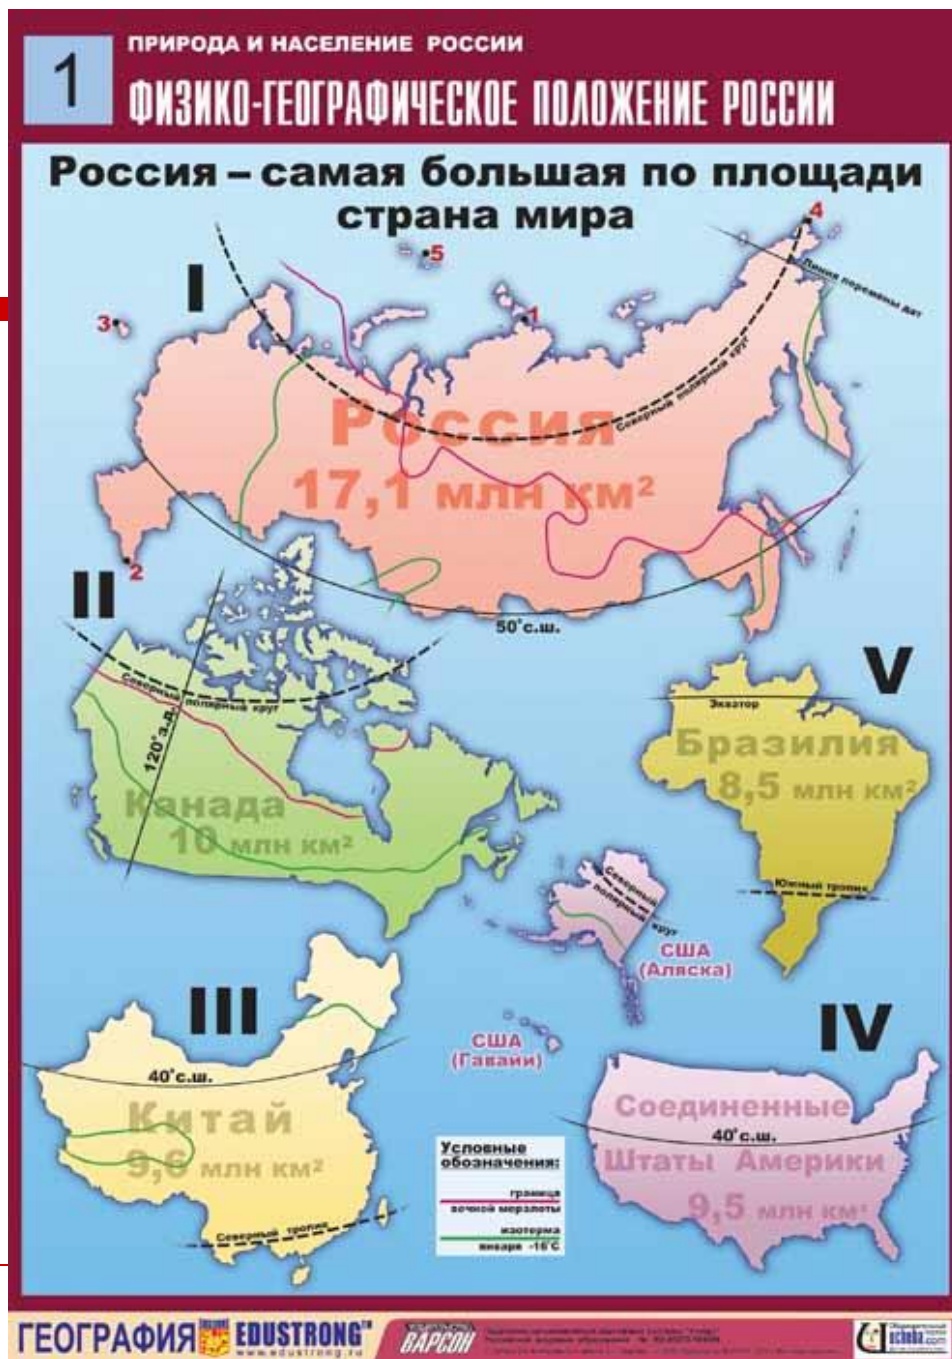 1
ПРИРОДА И НАСЕЛЕНИЕ РОССИИ
ФИЗИКО-ГЕОГРАФИЧЕСКОЕ ПОЛОЖЕНИЕ РОССИИ
Россия – самая большая по площади
страна мира
4
5
I
Линия перемены дат
3
1
Северный полярный круг
Россия
17,1 млн км²
2
II
50°с.ш.
Северный полярный круг
120°з.д.
Канада
10 млн км²
V
Экватор
Бразилия
8,5 млн км²
Южный тропик
Северный
полярный круг
США
(Аляска)
III
IV
США
(Гавайи)
40°с.ш.
Китай
9,6 млн км²
Северный тропик
Соединенные
40°с.ш.
Штаты Америки
9,5 млн км²
Условные
обозначения:
граница
вечной мерзлоты
изотерма
января -16°C
ГЕОГРАФИЯ
EDUSTRONG™
www.edustrong.ru
ВАРСОН
ucheba.com